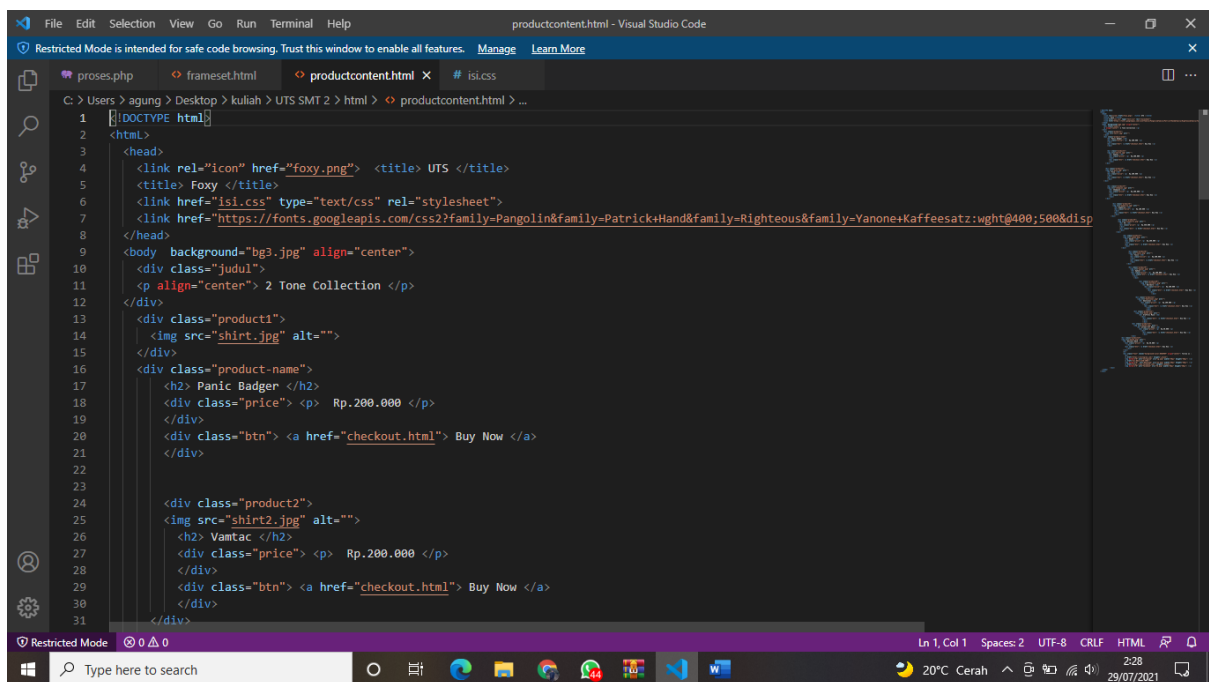 File Edit Selection View Go Run Terminal Help productcontent.html - Visual Studio Code
Restricted Mode is intended for safe code browsing. Trust this window to enable all features. Manage Learn More
proses.php frameset.html productcontent.html # isi.css
C: > Users > agung > Desktop > kuliah > UTS SMT 2 > html > productcontent.html > ...
1 <!DOCTYPE html>
2 <html>
3 <head>
4 <link rel=”icon” href=”foxy.png”> <title> UTS </title>
5 <title> Foxy </title>
6 <link href="isi.css" type="text/css" rel="stylesheet">
7 <link href="https://fonts.googleapis.com/css2?family=Pangolin&family=Patrick+Hand&family=Righteous&family=Yanone+Kaffeesatz:wght@400;500&disp
8 </head>
9 <body background="bg3.jpg" align="center">
10 <div class="judul">
11 <p align="center"> 2 Tone Collection </p>
12 </div>
13 <div class="product1">
14 <img src="shirt.jpg" alt="">
15 </div>
16 <div class="product-name">
17 <h2> Panic Badger </h2>
18 <div class="price"> <p> Rp.200.000 </p>
19 </div>
20 <div class="btn"> <a href="checkout.html"> Buy Now </a>
21 </div>
22
23
24 <div class="product2">
25 <img src="shirt2.jpg" alt="">
26 <h2> Vamtac </h2>
27 <div class="price"> <p> Rp.200.000 </p>
28 </div>
29 <div class="btn"> <a href="checkout.html"> Buy Now </a>
30 </div>
31 </div>
Restricted Mode 0 0 Ln 1, Col 1 Spaces: 2 UTF-8 CRLF HTML
Type here to search 44 20°C Cerah 2:28
29/07/2021